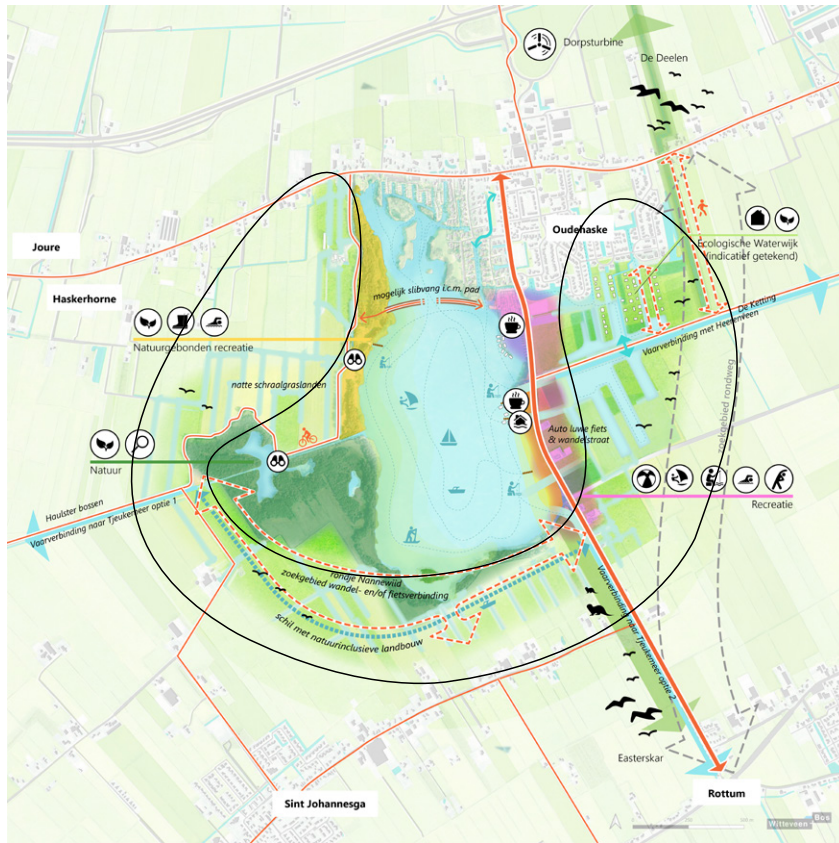 Dorpsturbine
De Deelen
Joure
Oudehaske
Ecologische Waterwijk
(indicatief getekend)
Haskerhorne
mogelijk slibvang i.c.m. pad
De Ketting
Vaarverbinding met Heerenveen
Natuurgebonden recreatie
natte schraalgraslanden
zoekgebied rondweg
Auto luwe fiets
& wandelstraat
Natuur
Haulster bossen
Vaarverbinding naar Tjeukemeer optie 1
Recreatie
rondje Nannewiid
zoekgebied wandel- en/of fietsverbinding
schil met natuurinclusieve landbouw
Vaarverbinding naar Tjeukemeer optie 2
Easterskar
Rottum
Sint Johannesga
Witteveen Bos